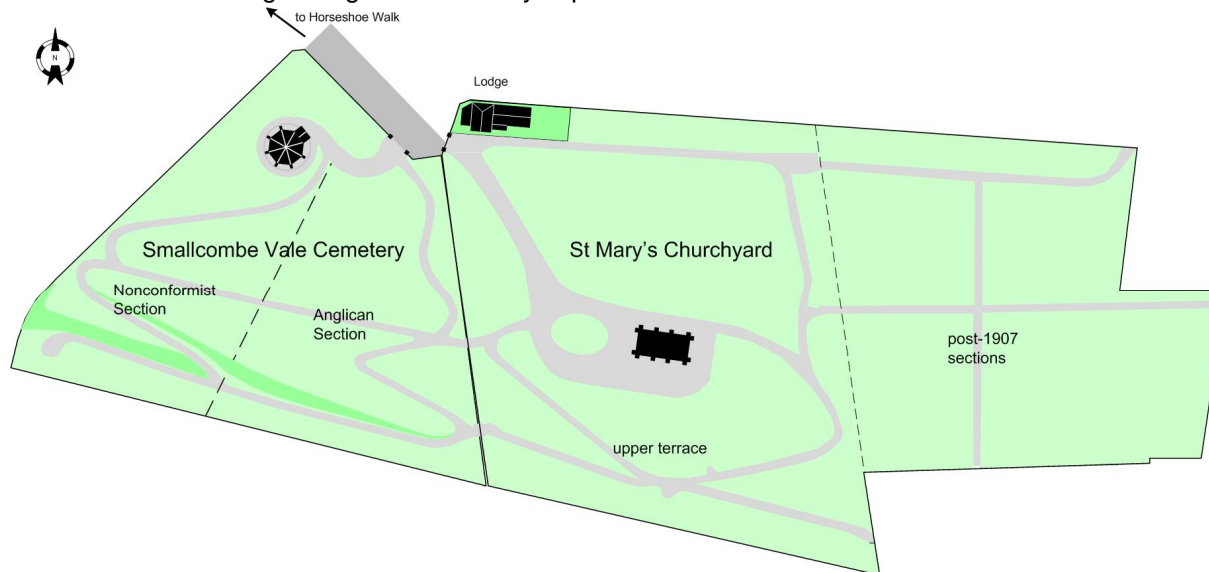 to Horseshoe Walk
N
Lodge
Smallcombe Vale Cemetery
St Mary's Churchyard
Nonconformist
Section
Anglican
Section
post-1907
sections
upper terrace